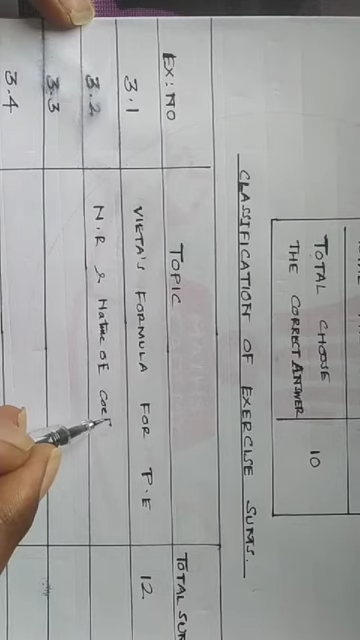 TOTAL CHOOSE
THE CORRECT ANSWER
10
CLASSIFICATION OF EXERCISE SUMS.
EX: NO TOPIC TOTAL SUM
3.1 VIETA'S FORMULA FOR P.E 12.
3.2 N.R & Nature OF Coef
3.3
3.4